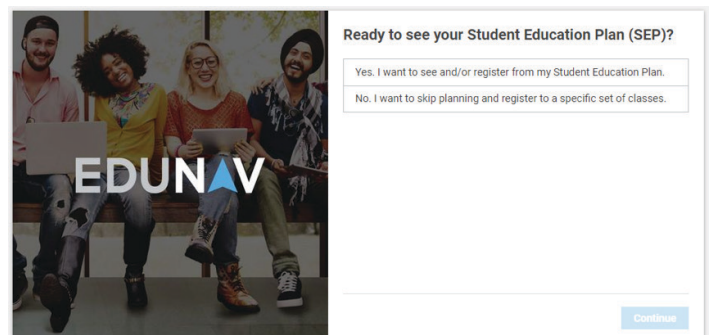 Ready to see your Student Education Plan (SEP)?
Yes. I want to see and/or register from my Student Education Plan.
No. I want to skip planning and register to a specific set of classes.
EDUNAV
Continue